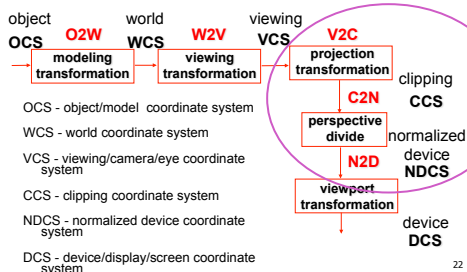 object O2W world W2V viewing V2C
OCS WCS VCS
modeling transformation
viewing transformation
projection transformation
clipping
C2N CCS
perspective divide
normalized
device
N2D NDCS
viewport transformation
device
DCS
OCS - object/model coordinate system
WCS - world coordinate system
VCS - viewing/camera/eye coordinate
system
CCS - clipping coordinate system
NDCS - normalized device coordinate
system
DCS - device/display/screen coordinate
system
22